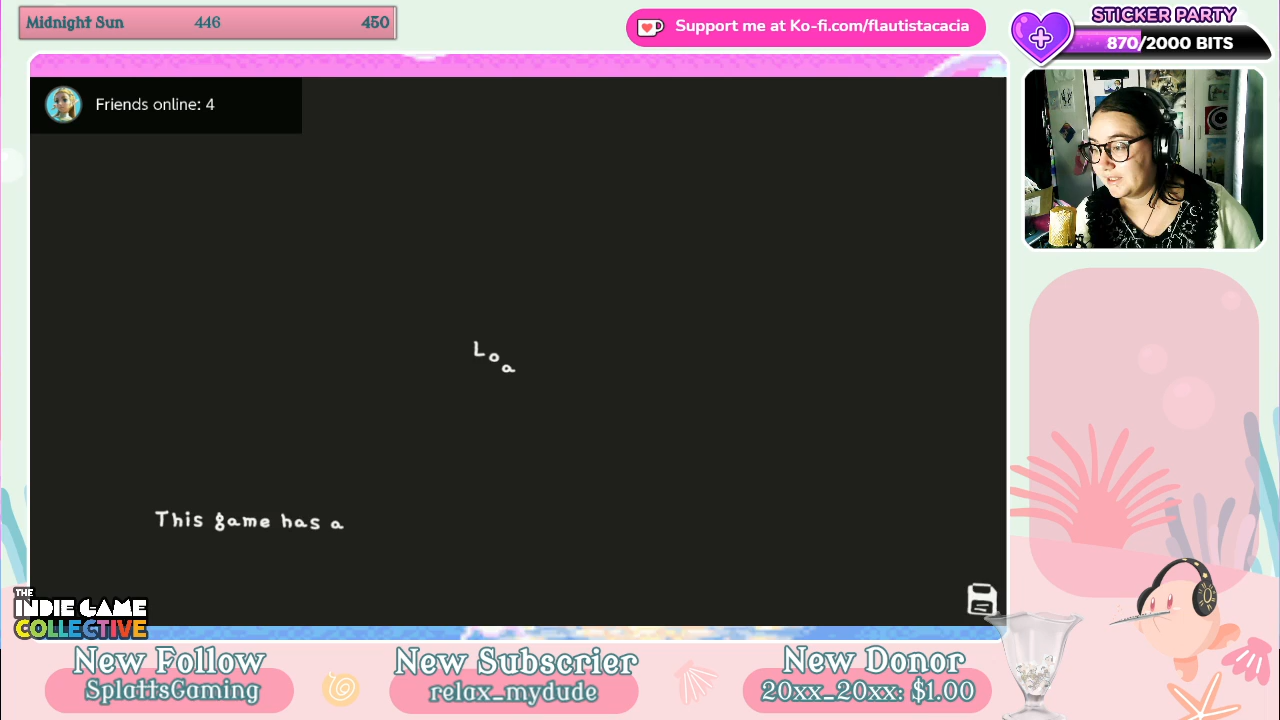 Midnight Sun 446 450
Support me at Ko-fi.com/flautistacacia
STICKER PARTY
870/2000 BITS
Friends online: 4
Loa
This game has a
THE
INDIE GAME
COLLECTIVE
New Follow
SplattsGaming
New Subscrier
relax_mydude
New Donor
20xx_20xx: $1.00